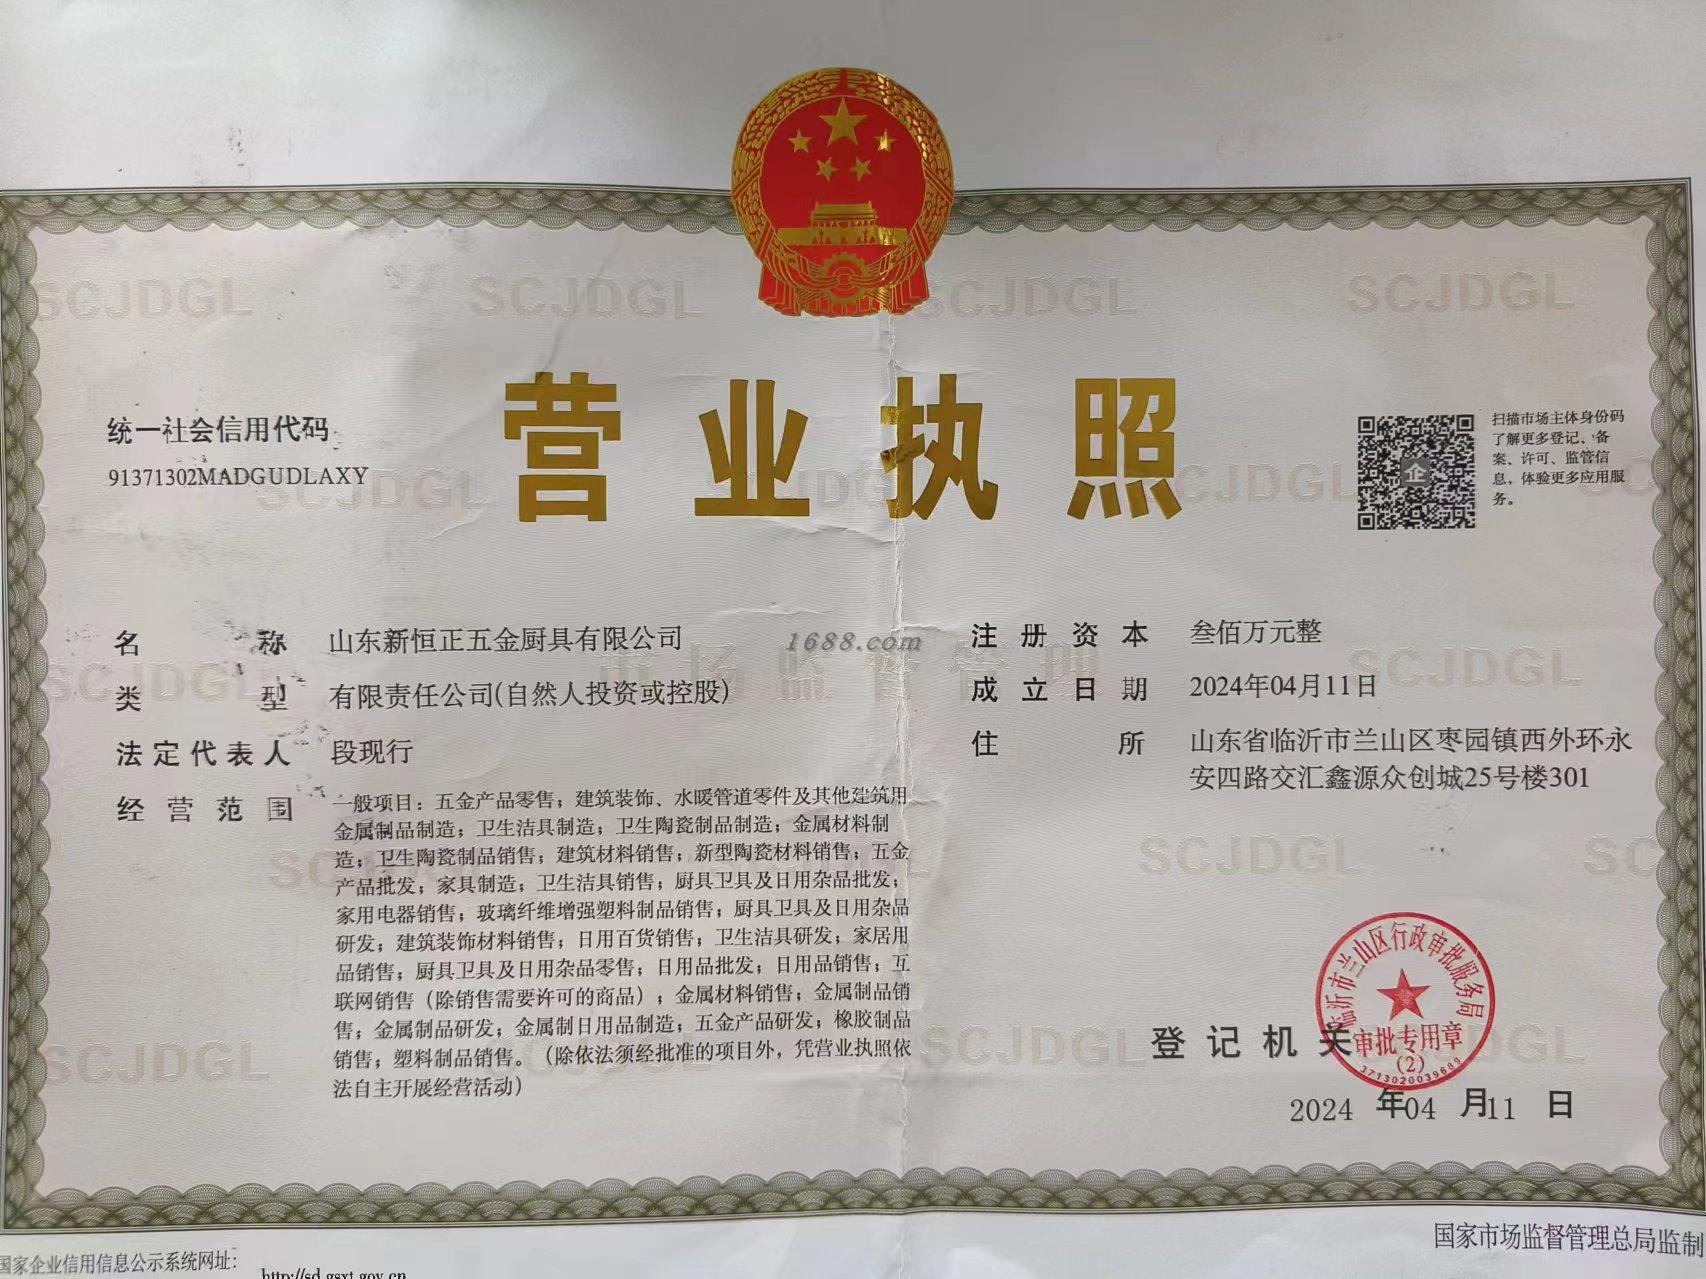 SCJDGL SCJDGL SCJDGL SCJDGL
营业执照
统一社会信用代码
91371302MADGUDLAXY
扫描市场主体身份码
了解更多登记、备
案、许可、监管信
息，体验更多应用服
务。
企
名称 山东新恒正五金厨具有限公司
类型 有限责任公司(自然人投资或控股)
法定代表人 段现行
经营范围 一般项目：五金产品零售；建筑装饰、水暖管道零件及其他建筑用
金属制品制造；卫生洁具制造；卫生陶瓷制品制造；金属材料制
造；卫生陶瓷制品销售；建筑材料销售；新型陶瓷材料销售；五金
产品批发；家具制造；卫生洁具销售；厨具卫具及日用杂品批发；
家用电器销售；玻璃纤维增强塑料制品销售；厨具卫具及日用杂品
研发；建筑装饰材料销售；日用百货销售；卫生洁具研发；家居用
品销售；厨具卫具及日用杂品零售；日用品批发；日用品销售；互
联网销售（除销售需要许可的商品）；金属材料销售；金属制品销
售；金属制品研发；金属制日用品制造；五金产品研发；橡胶制品
销售；塑料制品销售。（除依法须经批准的项目外，凭营业执照依
法自主开展经营活动）
1688.com
市场监督管理
注册资本 叁佰万元整
成立日期 2024年04月11日
住所 山东省临沂市兰山区枣园镇西外环永
安四路交汇鑫源众创城25号楼301
登记机关
临沂市兰山区行政审批服务局
审批专用章
(2)
3713020039689
2024年04月11日
国家企业信用信息公示系统网址：
http://sd.gsxt.gov.cn
国家市场监督管理总局监制